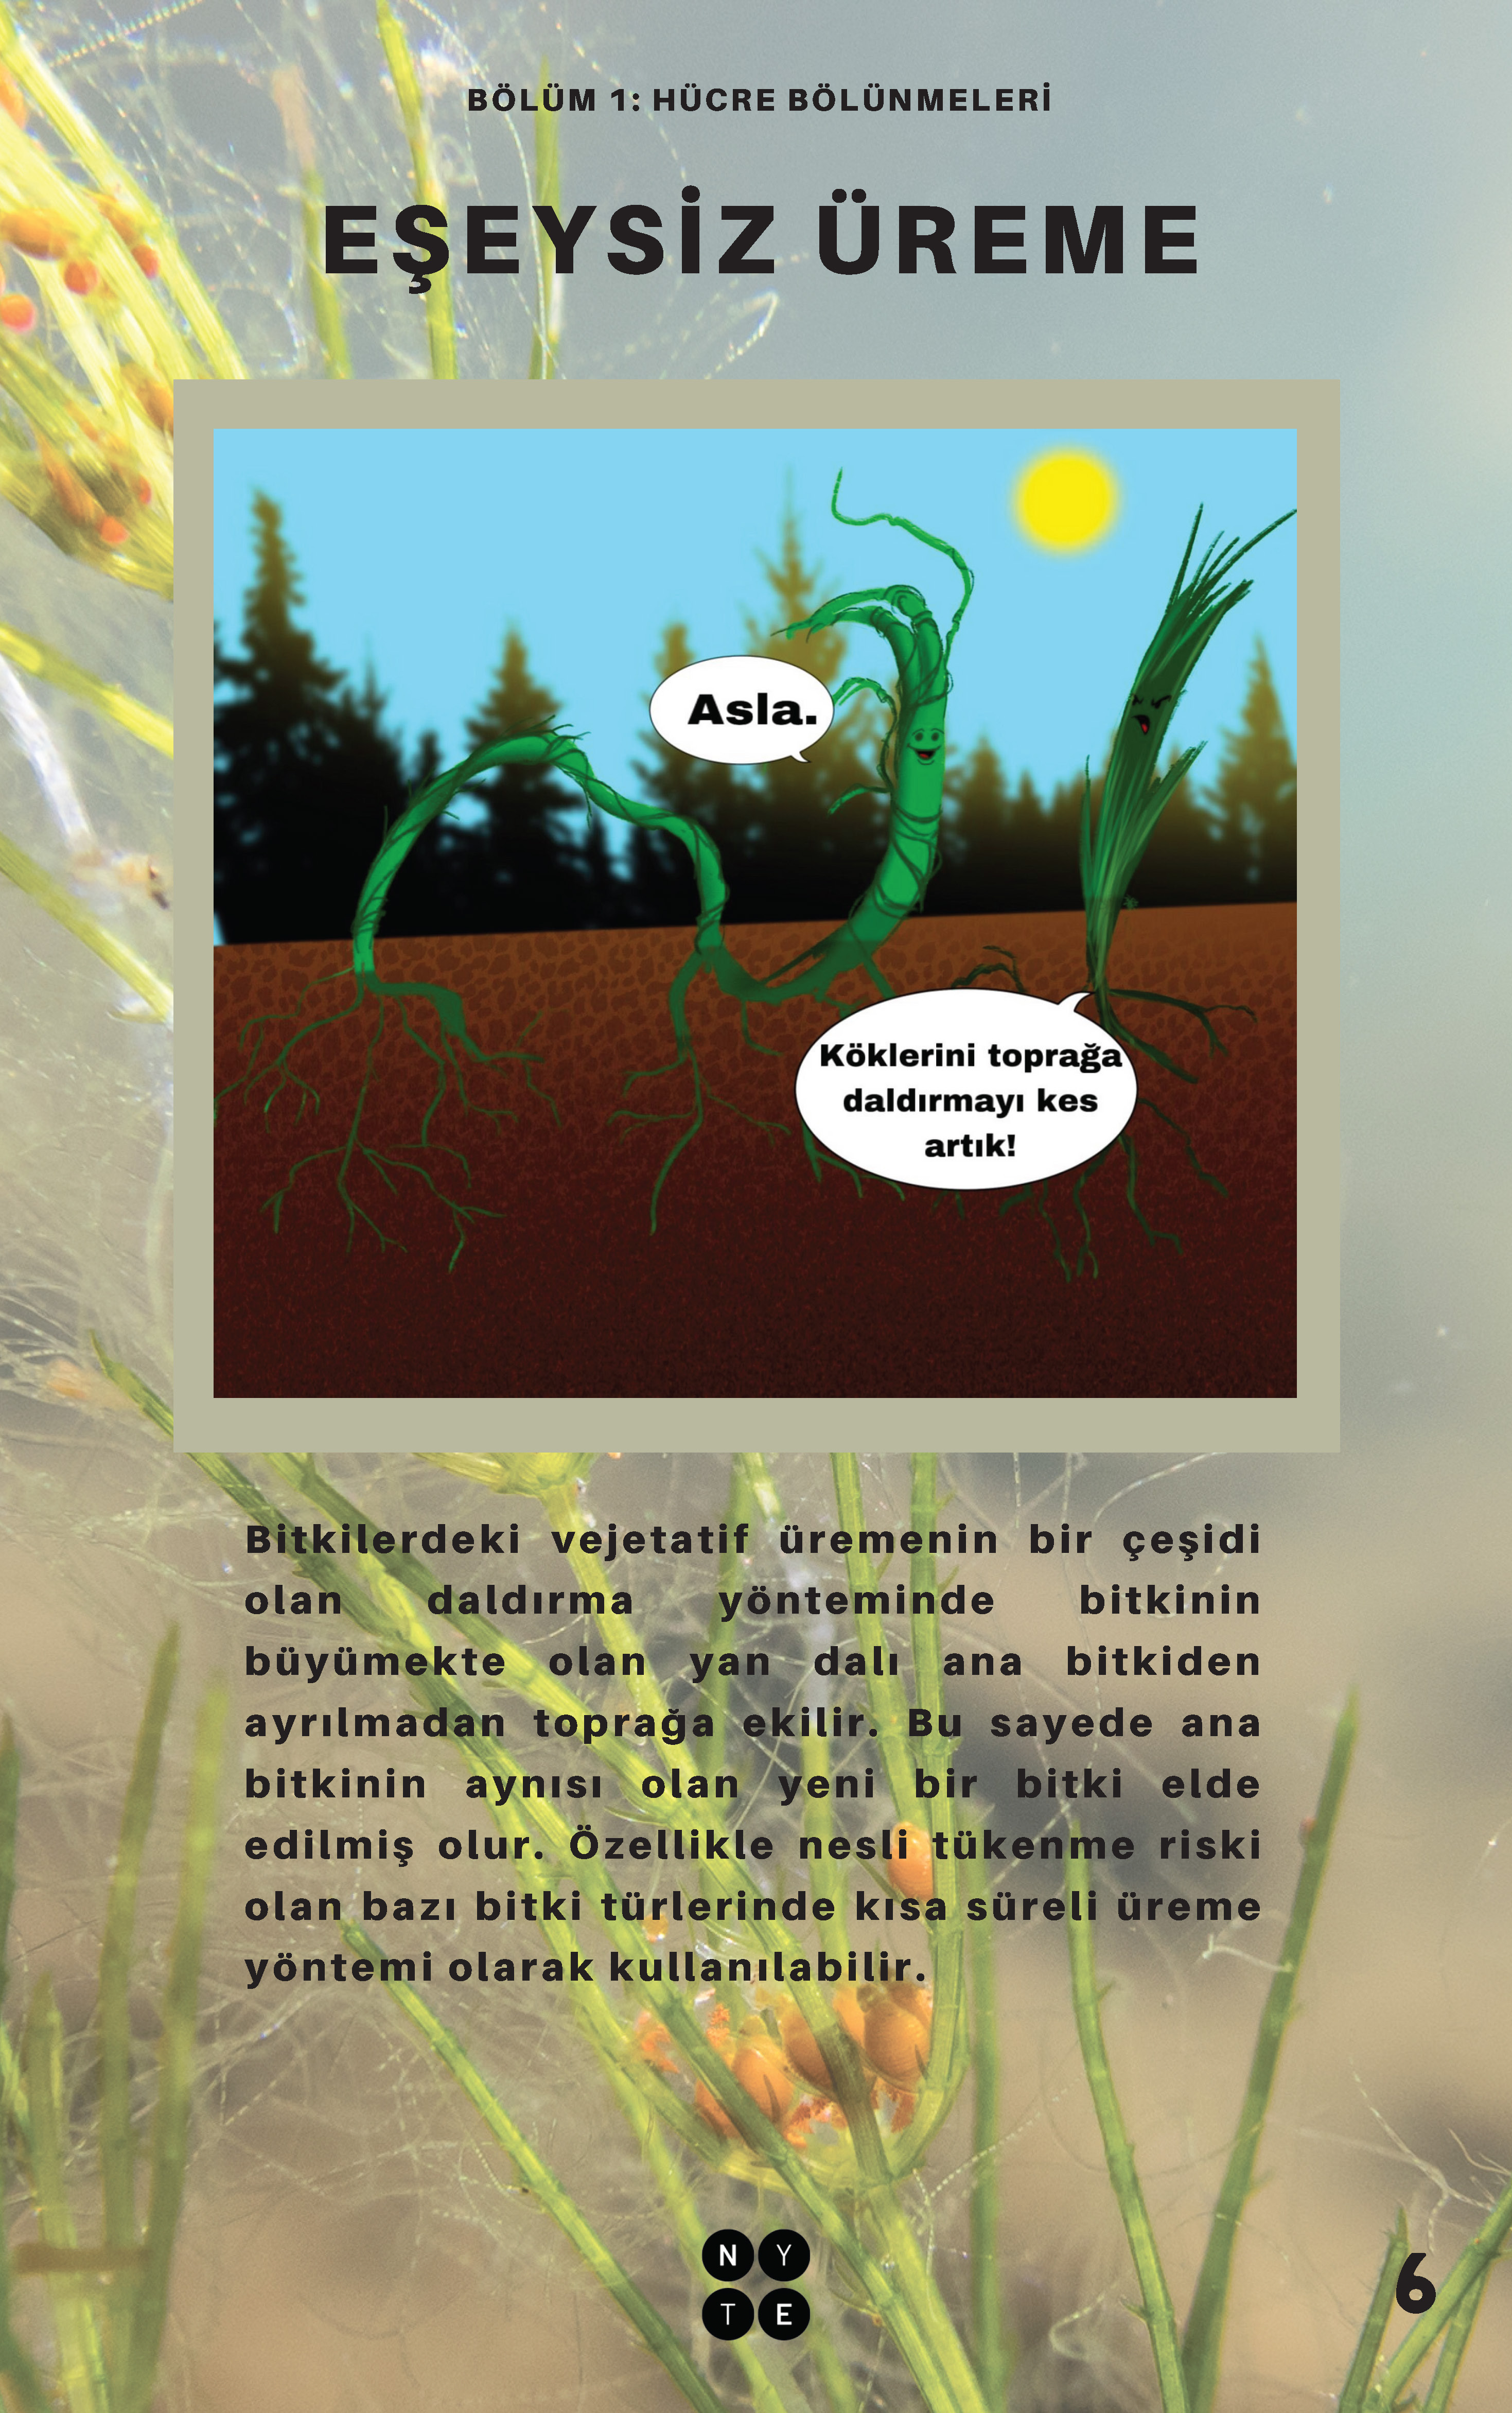 BÖLÜM 1: HÜCRE BÖLÜNMELERİ
EŞEYSİZ ÜREME
Asla.
Köklerini toprağa
daldırmayı kes
artık!
Bitkilerdeki vejetatif üremenin bir çeşidi
olan daldırma yönteminde bitkinin
büyümekte olan yan dalı ana bitkiden
ayrılmadan toprağa ekilir. Bu sayede ana
bitkinin aynısı olan yeni bir bitki elde
edilmiş olur. Özellikle nesli tükenme riski
olan bazı bitki türlerinde kısa süreli üreme
yöntemi olarak kullanılabilir.
N Y
T E
6